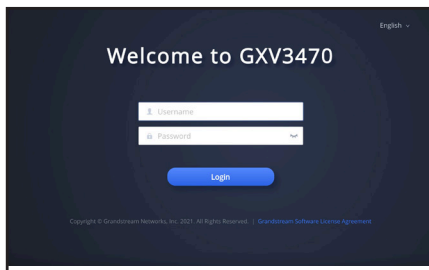 English
Welcome to GXV3470
Username
Password
Login
Copyright © Grandstream Networks, Inc. 2021. All Rights Reserved. | Grandstream Software License Agreement